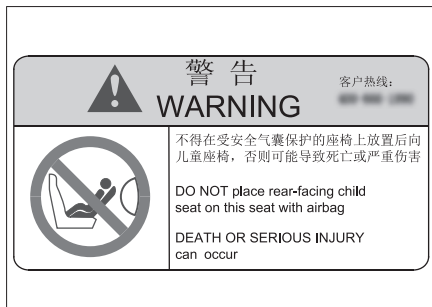 警告
客户热线：
WARNING
不得在受安全气囊保护的座椅上放置后向
儿童座椅，否则可能导致死亡或严重伤害
DO NOT place rear-facing child
seat on this seat with airbag
DEATH OR SERIOUS INJURY
can occur